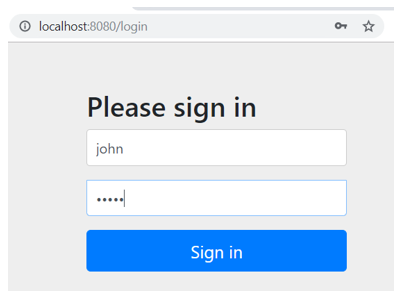 localhost:8080/login
Please sign in
john
•••••
Sign in